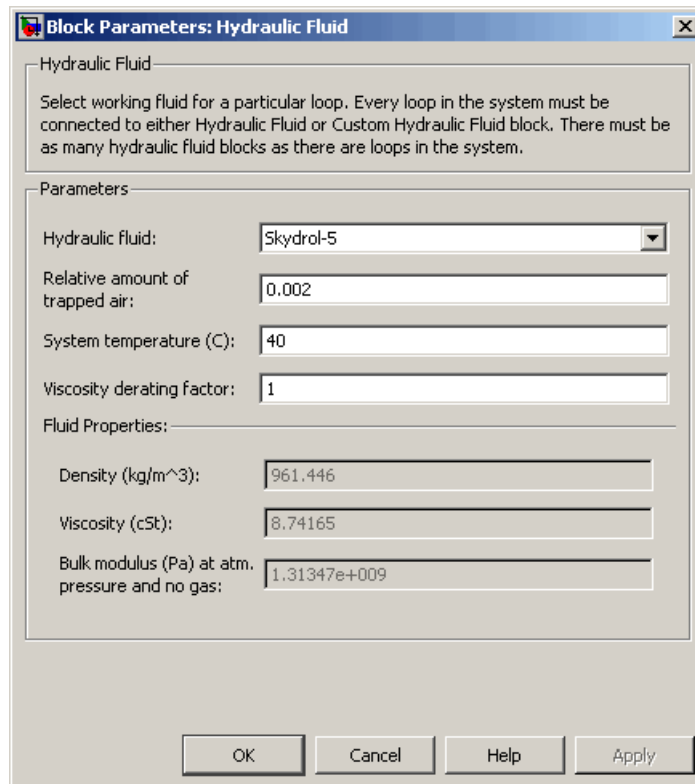 Block Parameters: Hydraulic Fluid
Hydraulic Fluid
Select working fluid for a particular loop. Every loop in the system must be
connected to either Hydraulic Fluid or Custom Hydraulic Fluid block. There must be
as many hydraulic fluid blocks as there are loops in the system.
Parameters
Hydraulic fluid: Skydrol-5
Relative amount of
trapped air: 0.002
System temperature (C): 40
Viscosity derating factor: 1
Fluid Properties:
Density (kg/m^3): 961.446
Viscosity (cSt): 8.74165
Bulk modulus (Pa) at atm.
pressure and no gas: 1.31347e+009
OK Cancel Help Apply